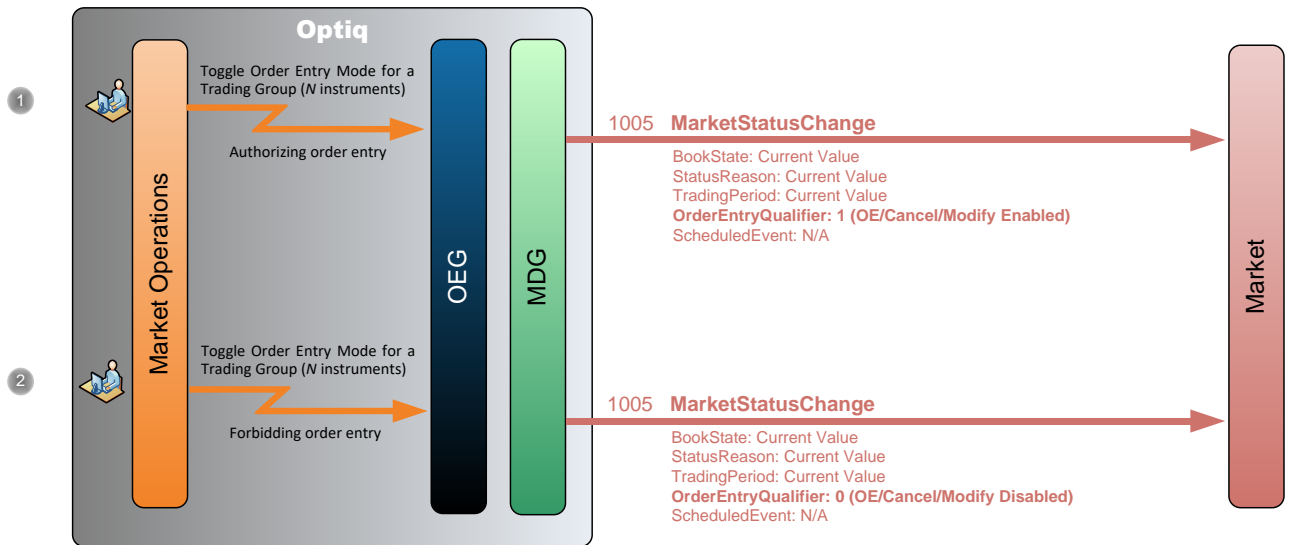 Optiq
1
Toggle Order Entry Mode for a
Trading Group (N instruments)
Authorizing order entry
Market Operations
OEG
MDG
1005 MarketStatusChange
BookState: Current Value
StatusReason: Current Value
TradingPeriod: Current Value
OrderEntryQualifier: 1 (OE/Cancel/Modify Enabled)
ScheduledEvent: N/A
Market
2
Toggle Order Entry Mode for a
Trading Group (N instruments)
Forbidding order entry
1005 MarketStatusChange
BookState: Current Value
StatusReason: Current Value
TradingPeriod: Current Value
OrderEntryQualifier: 0 (OE/Cancel/Modify Disabled)
ScheduledEvent: N/A